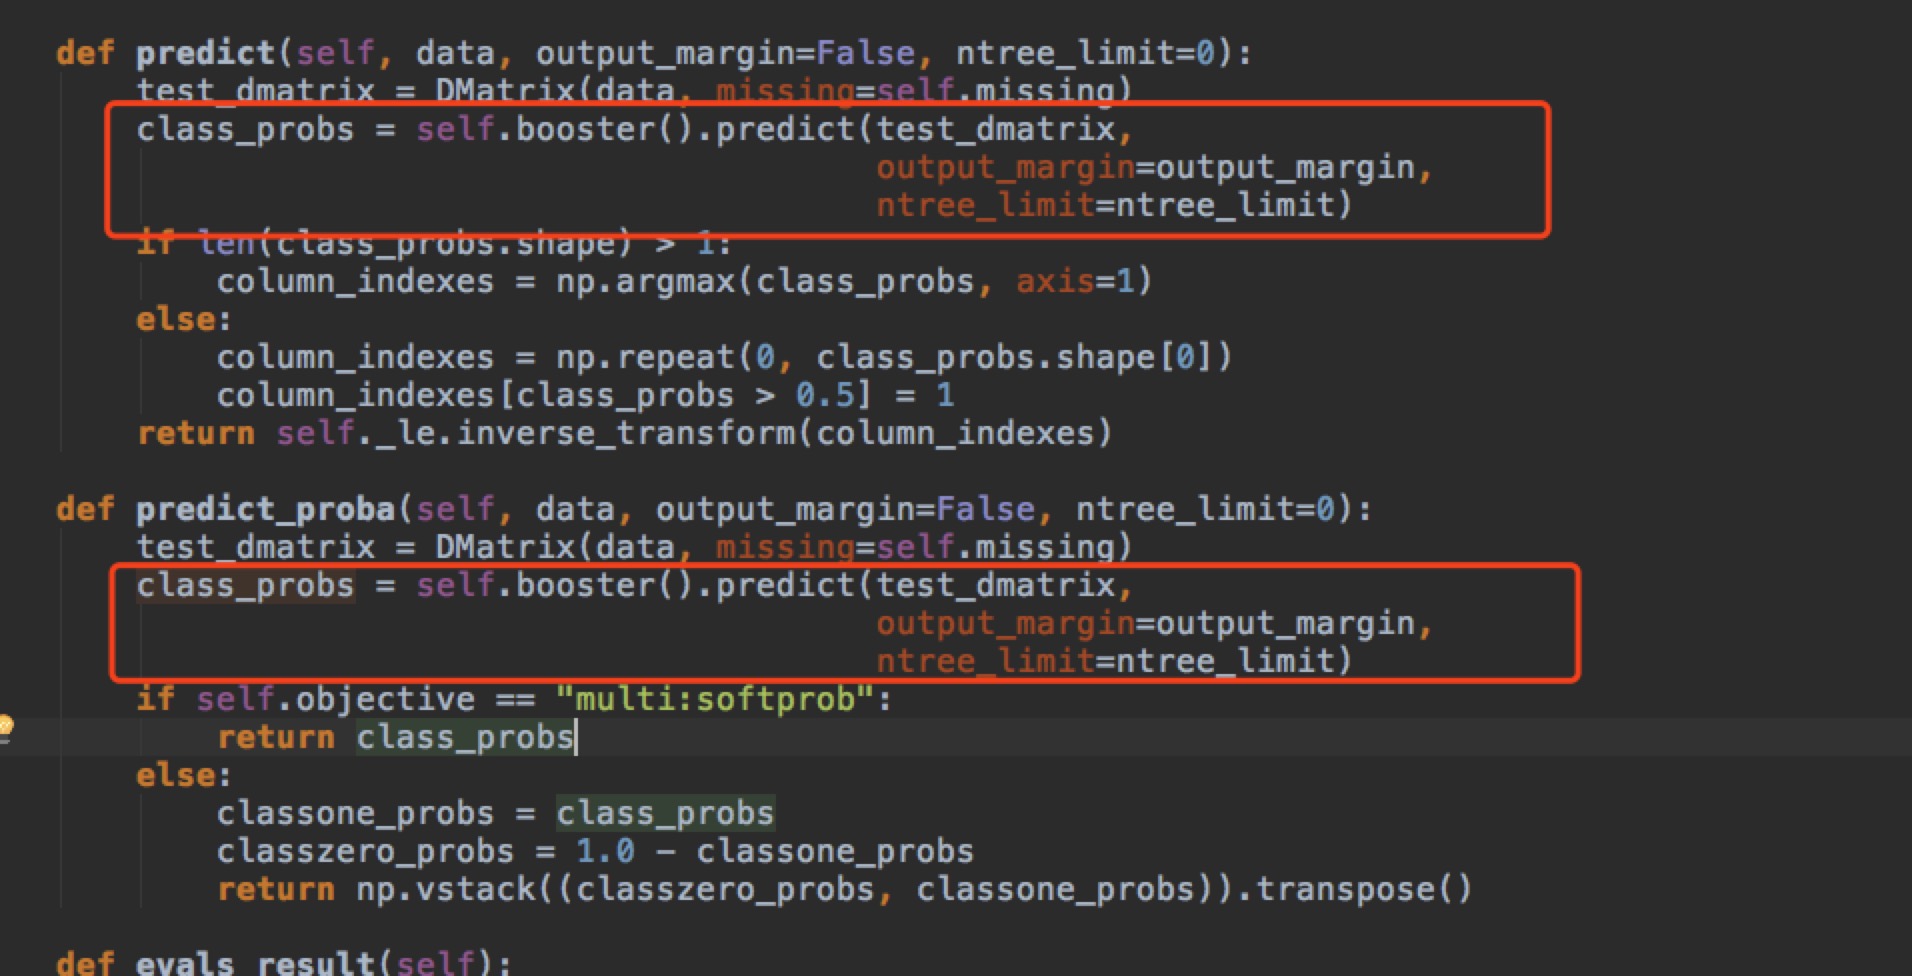 def predict(self, data, output_margin=False, ntree_limit=0):
    test_dmatrix = DMatrix(data, missing=self.missing)
    class_probs = self.booster().predict(test_dmatrix,
                                         output_margin=output_margin,
                                         ntree_limit=ntree_limit)
    if len(class_probs.shape) > 1:
        column_indexes = np.argmax(class_probs, axis=1)
    else:
        column_indexes = np.repeat(0, class_probs.shape[0])
        column_indexes[class_probs > 0.5] = 1
    return self._le.inverse_transform(column_indexes)

def predict_proba(self, data, output_margin=False, ntree_limit=0):
    test_dmatrix = DMatrix(data, missing=self.missing)
    class_probs = self.booster().predict(test_dmatrix,
                                         output_margin=output_margin,
                                         ntree_limit=ntree_limit)
    if self.objective == "multi:softprob":
        return class_probs
    else:
        classone_probs = class_probs
        classzero_probs = 1.0 - classone_probs
        return np.vstack((classzero_probs, classone_probs)).transpose()

def evals_result(self):